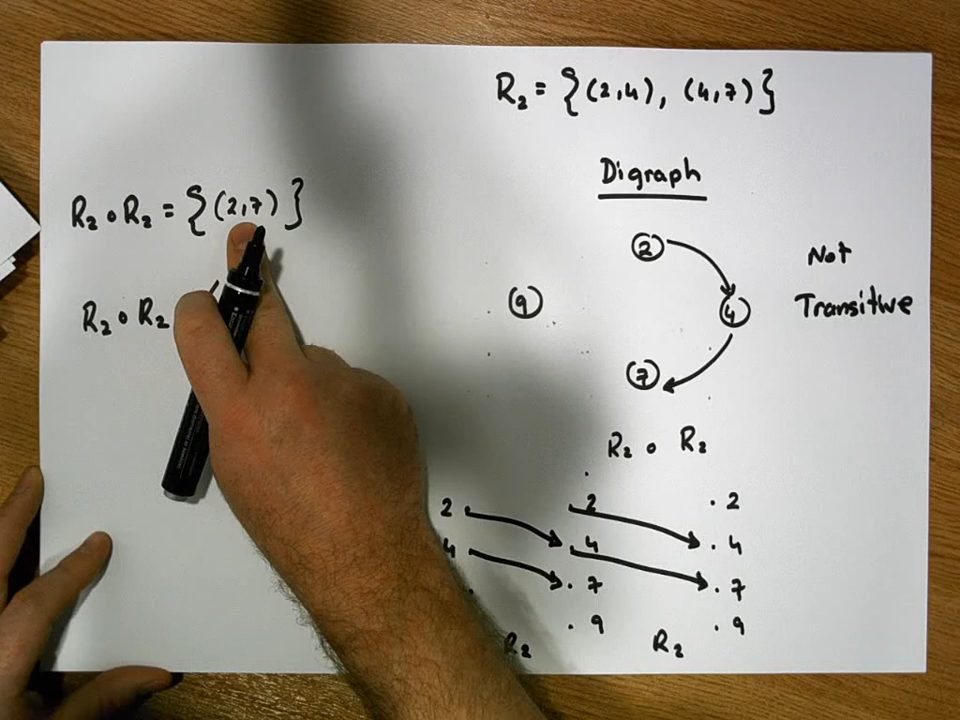 R₂ = {(2,4), (4,7)}
Digraph
R₂ ∘ R₂ = {(2,7)}
2
Not
R₂ ∘ R₂
9
4
Transitive
7
R₂ ∘ R₂
2 2 2
4 4 4
7 7
9 9
R₂ R₂